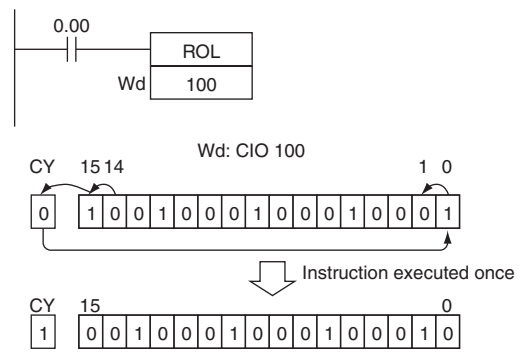 0.00
ROL
Wd 100
Wd: CIO 100
CY 15 14 1 0
0 1 0 0 1 0 0 0 1 0 0 0 1 0 0 0 1
Instruction executed once
CY 15 0
1 0 0 1 0 0 0 1 0 0 0 1 0 0 0 1 0